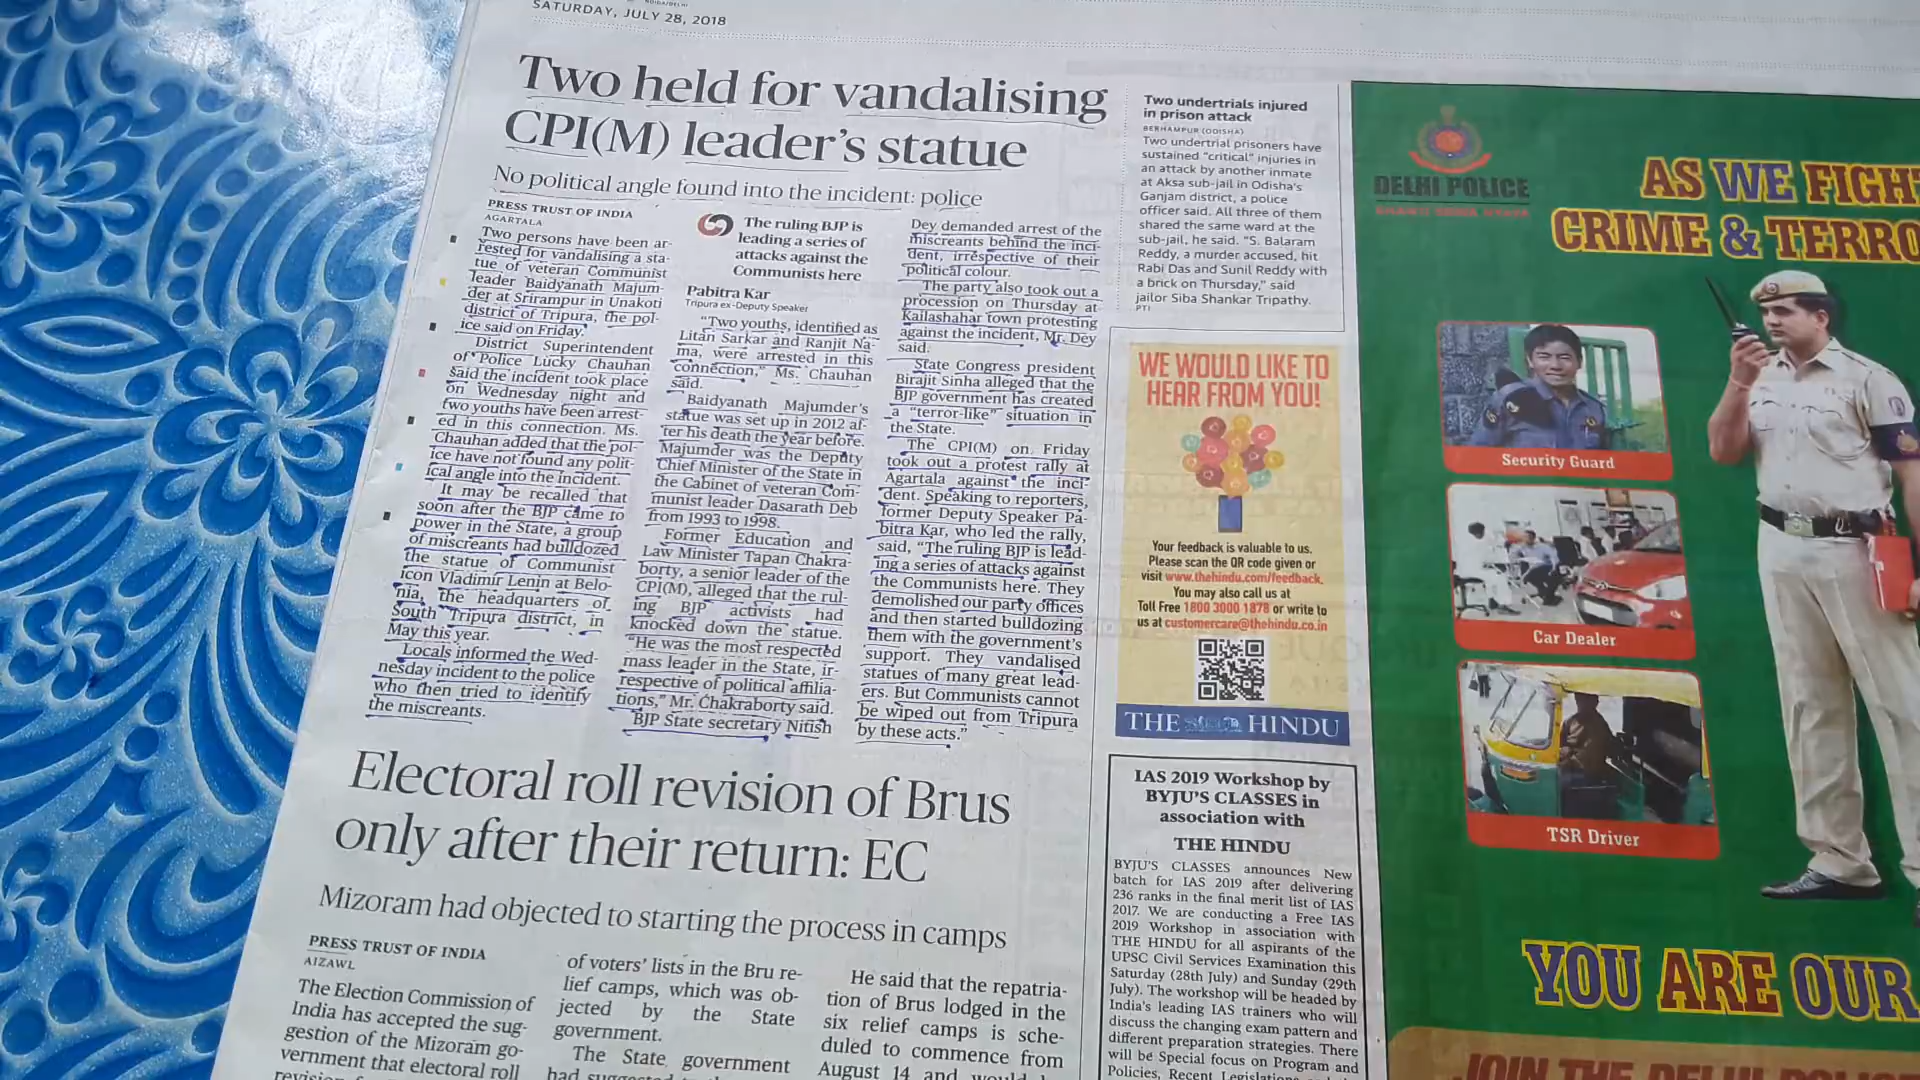 SATURDAY, JULY 28, 2018
Two held for vandalising
CPI(M) leader's statue
No political angle found into the incident: police
PRESS TRUST OF INDIA
AGARTALA
Two persons have been ar-
rested for vandalising a sta-
tue of veteran Communist
leader Baidyanath Majum-
der at Srirampur in Unakoti
district of Tripura, the pol-
ice said on Friday.
District Superintendent
of Police Lucky Chauhan
said the incident took place
on Wednesday night and
two youths have been arrest-
ed in this connection. Ms.
Chauhan added that the pol-
ice have not found any polit-
ical angle into the incident.
It may be recalled that
soon after the BJP came to
power in the State, a group
of miscreants had bulldozed
the statue of Communist
icon Vladimir Lenin at Belo-
nia, the headquarters of
South Tripura district, in
May this year.
Locals informed the Wed-
nesday incident to the police
who then tried to identify
the miscreants.
The ruling BJP is
leading a series of
attacks against the
Communists here
Pabitra Kar
Tripura ex-Deputy Speaker
"Two youths, identified as
Litan Sarkar and Ranjit Na-
ma, were arrested in this
connection," Ms. Chauhan
said.
Baidyanath Majumder's
statue was set up in 2012 af-
ter his death the year before.
Majumder was the Deputy
Chief Minister of the State in
the Cabinet of veteran Com-
munist leader Dasarath Deb
from 1993 to 1998.
Former Education and
Law Minister Tapan Chakra-
borty, a senior leader of the
CPI(M), alleged that the rul-
ing BJP activists had
knocked down the statue.
"He was the most respected
mass leader in the State, ir-
respective of political affilia-
tions," Mr. Chakraborty said.
BJP State secretary Nitish
Dey demanded arrest of the
miscreants behind the inci-
dent, irrespective of their
political colour.
The party also took out a
procession on Thursday at
Kailashahar town protesting
against the incident, Mr. Dey
said.
State Congress president
Birajit Sinha alleged that the
BJP government has created
a "terror-like" situation in
the State.
The CPI(M) on Friday
took out a protest rally at
Agartala against the inci-
dent. Speaking to reporters,
former Deputy Speaker Pa-
bitra Kar, who led the rally,
said, "The ruling BJP is lead-
ing a series of attacks against
the Communists here. They
demolished our party offices
and then started bulldozing
them with the government's
support. They vandalised
statues of many great lead-
ers. But Communists cannot
be wiped out from Tripura
by these acts."
Two undertrials injured
in prison attack
BERHAMPUR (ODISHA)
Two undertrial prisoners have
sustained "critical" injuries in
an attack by another inmate
at Aksa sub-jail in Odisha's
Ganjam district, a police
officer said. All three of them
shared the same ward at the
sub-jail, he said. "S. Balaram
Reddy, a murder accused, hit
Rabi Das and Sunil Reddy with
a brick on Thursday," said
jailor Siba Shankar Tripathy.
PTI
WE WOULD LIKE TO
HEAR FROM YOU!
Your feedback is valuable to us.
Please scan the QR code given or
visit www.thehindu.com/feedback.
You may also call us at
Toll Free 1800 3000 1878 or write to
us at customercare@thehindu.co.in
THE HINDU
Electoral roll revision of Brus
only after their return: EC
Mizoram had objected to starting the process in camps
PRESS TRUST OF INDIA
AIZAWL
The Election Commission of
India has accepted the sug-
gestion of the Mizoram go-
vernment that electoral roll
of voters' lists in the Bru re-
lief camps, which was ob-
jected by the State
government.
The State government
He said that the repatria-
tion of Brus lodged in the
six relief camps is sche-
duled to commence from
August 14 and
IAS 2019 Workshop by
BYJU'S CLASSES in
association with
THE HINDU
BYJU'S CLASSES announces New
batch for IAS 2019 after delivering
236 ranks in the final merit list of IAS
2017. We are conducting a Free IAS
2019 Workshop in association with
THE HINDU for all aspirants of the
UPSC Civil Services Examination this
Saturday (28th July) and Sunday (29th
July). The workshop will be headed by
India's leading IAS trainers who will
discuss the changing exam pattern and
different preparation strategies. There
will be Special focus on Program and
Policies, Recent
DELHI POLICE
AS WE FIGHT
CRIME & TERRO
Security Guard
Car Dealer
TSR Driver
YOU ARE OUR
JOIN THE DELHI